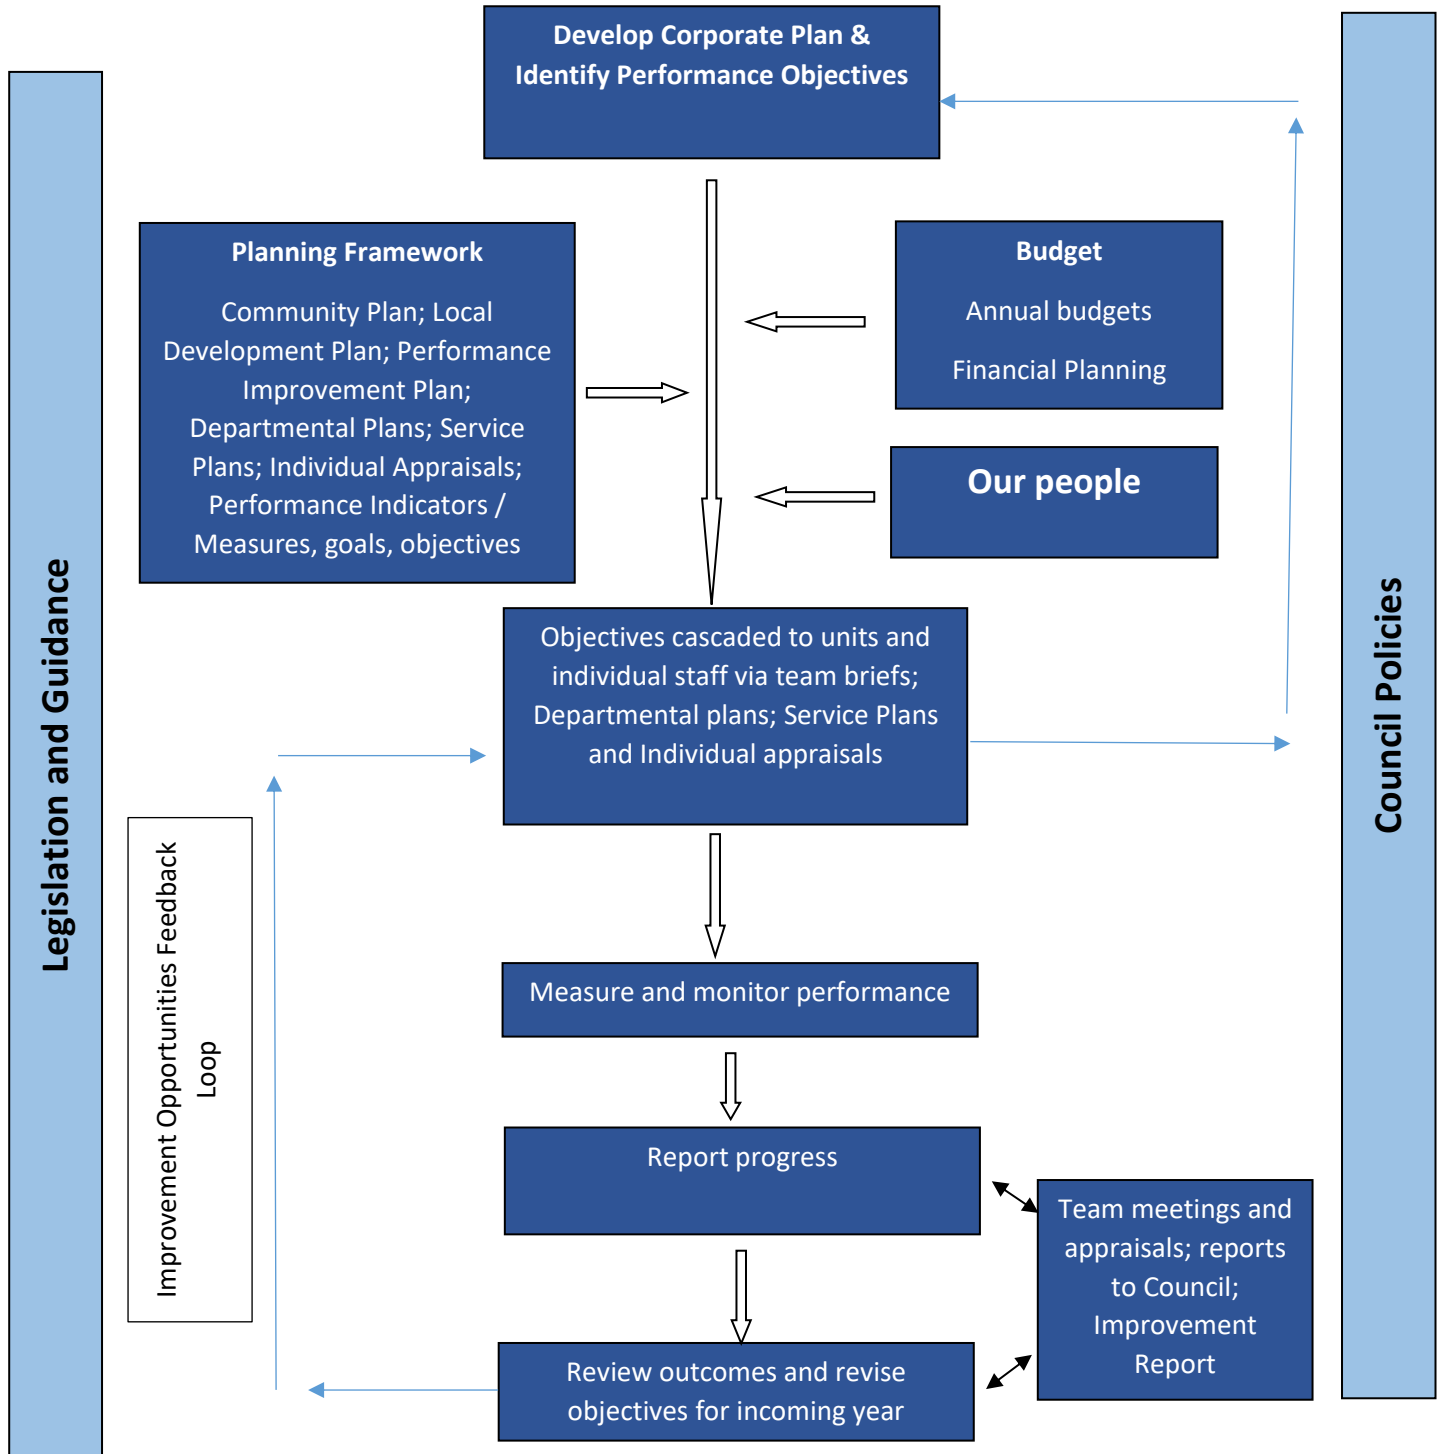 Develop Corporate Plan &
Identify Performance Objectives
Legislation and Guidance
Council Policies
Planning Framework
Community Plan; Local
Development Plan; Performance
Improvement Plan;
Departmental Plans; Service
Plans; Individual Appraisals;
Performance Indicators /
Measures, goals, objectives
Budget
Annual budgets
Financial Planning
Our people
Objectives cascaded to units and
individual staff via team briefs;
Departmental plans; Service Plans
and Individual appraisals
Improvement Opportunities Feedback
Loop
Measure and monitor performance
Report progress
Team meetings and
appraisals; reports
to Council;
Improvement
Report
Review outcomes and revise
objectives for incoming year